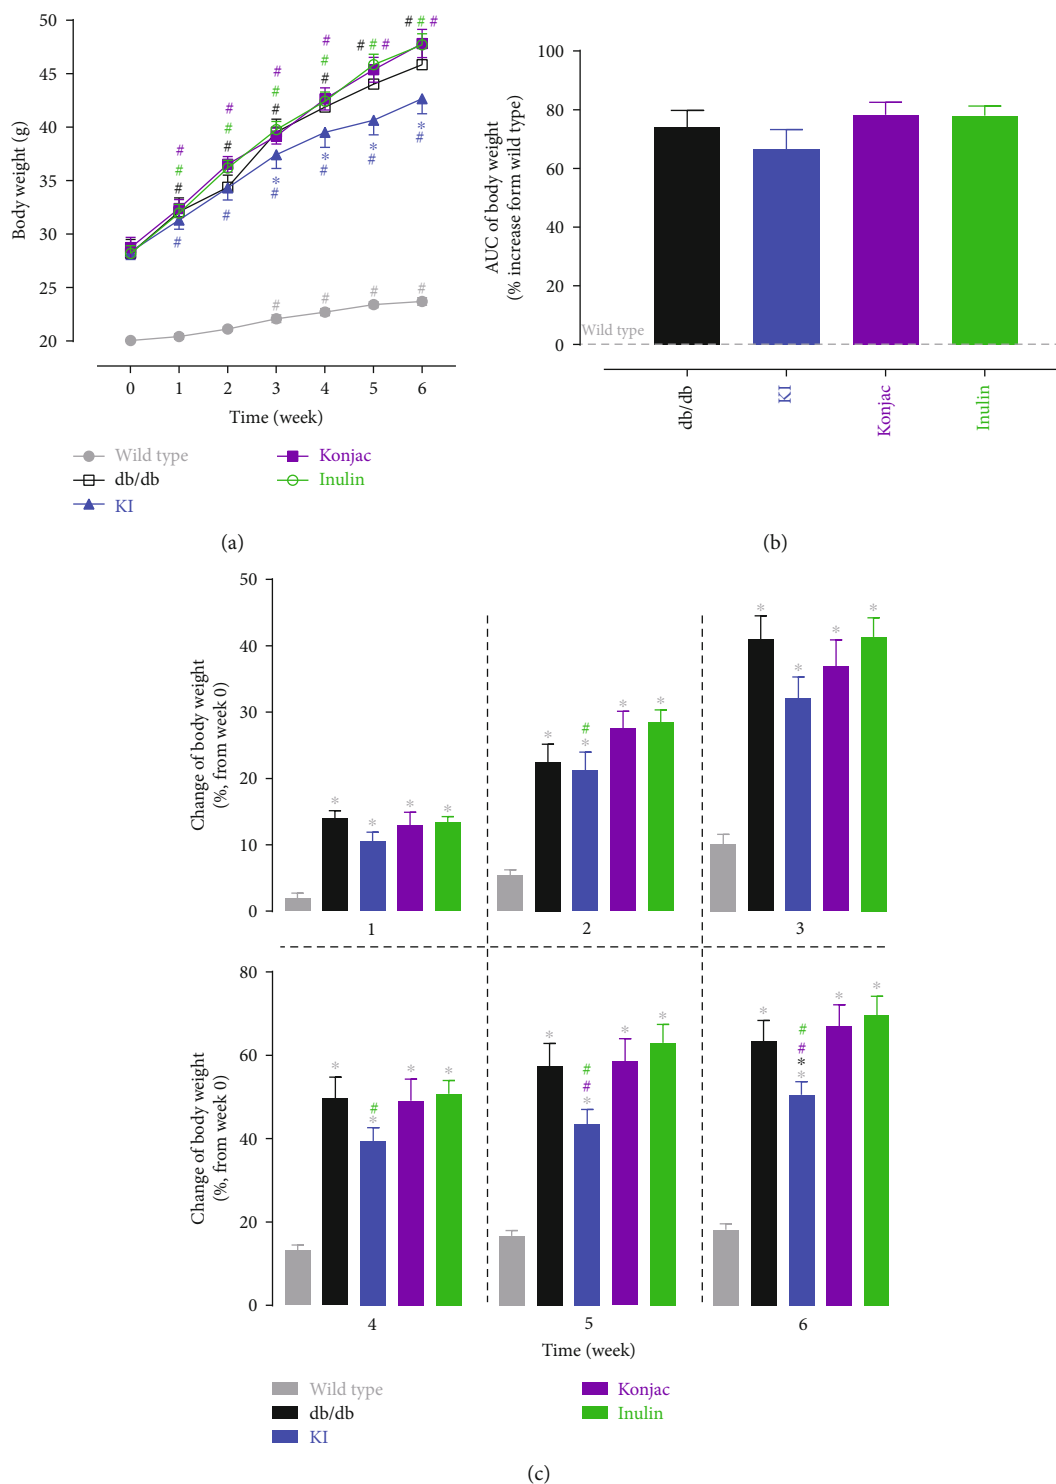 50
45
40
35
30
25
20
Body weight (g)
# # #
# #
# # #
# # #
# # #
# # #
# # #
* #
* #
* #
* #
#
#
# # # #
0 1 2 3 4 5 6
Time (week)
Wild type
db/db
KI
Konjac
Inulin
(a)
100
80
60
40
20
0
AUC of body weight
(% increase form wild type)
Wild type
db/db
KI
Konjac
Inulin
(b)
50
40
30
20
10
0
Change of body weight
(%, from week 0)
* * * *
* # * * *
* * * *
1 2 3
80
60
40
20
0
Change of body weight
(%, from week 0)
* # * * *
* # # * * *
* # # * * * *
4 5 6
Time (week)
Wild type
db/db
KI
Konjac
Inulin
(c)